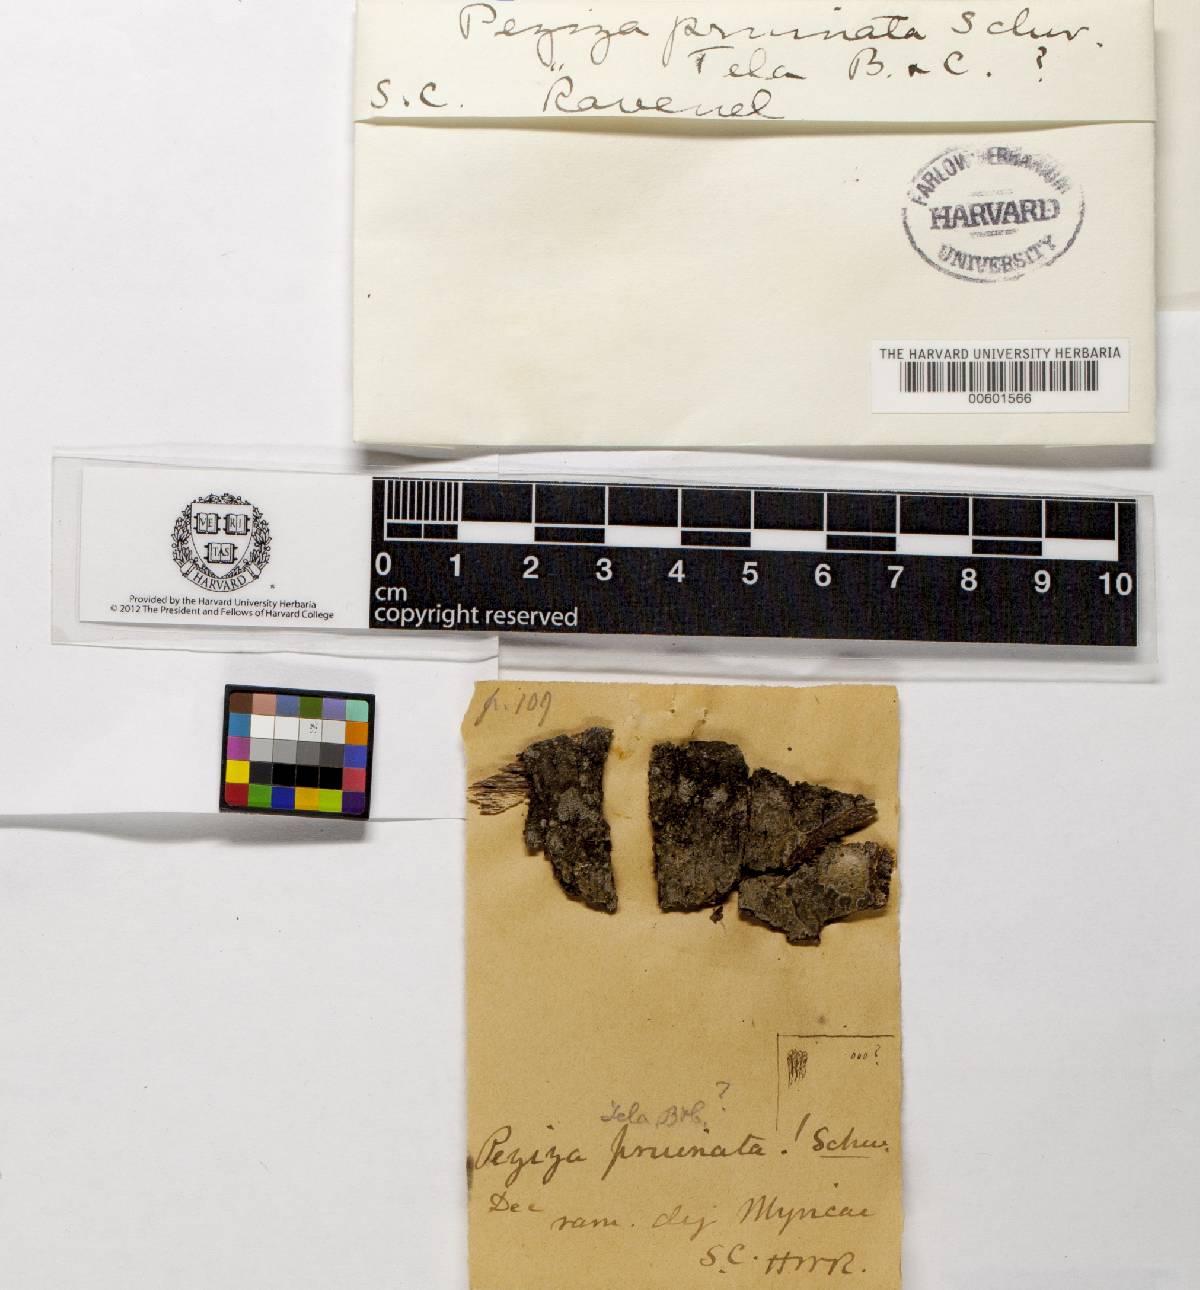 Peziza pruinata Schw.
" Tela B. & C. ?
S.C. Ravenel
FARLOW HERBARIUM
HARVARD
UNIVERSITY
THE HARVARD UNIVERSITY HERBARIA
00601566
VE RI
TAS
HARVARD
Provided by the Harvard University Herbaria
© 2012 The President and Fellows of Harvard College
0 1 2 3 4 5 6 7 8 9 10
cm
copyright reserved
p. 109
ooo?
Tela B&C. ?
Peziza pruinata. ! Schw.
Dec ram. dej Myricae
S.C. HWR.